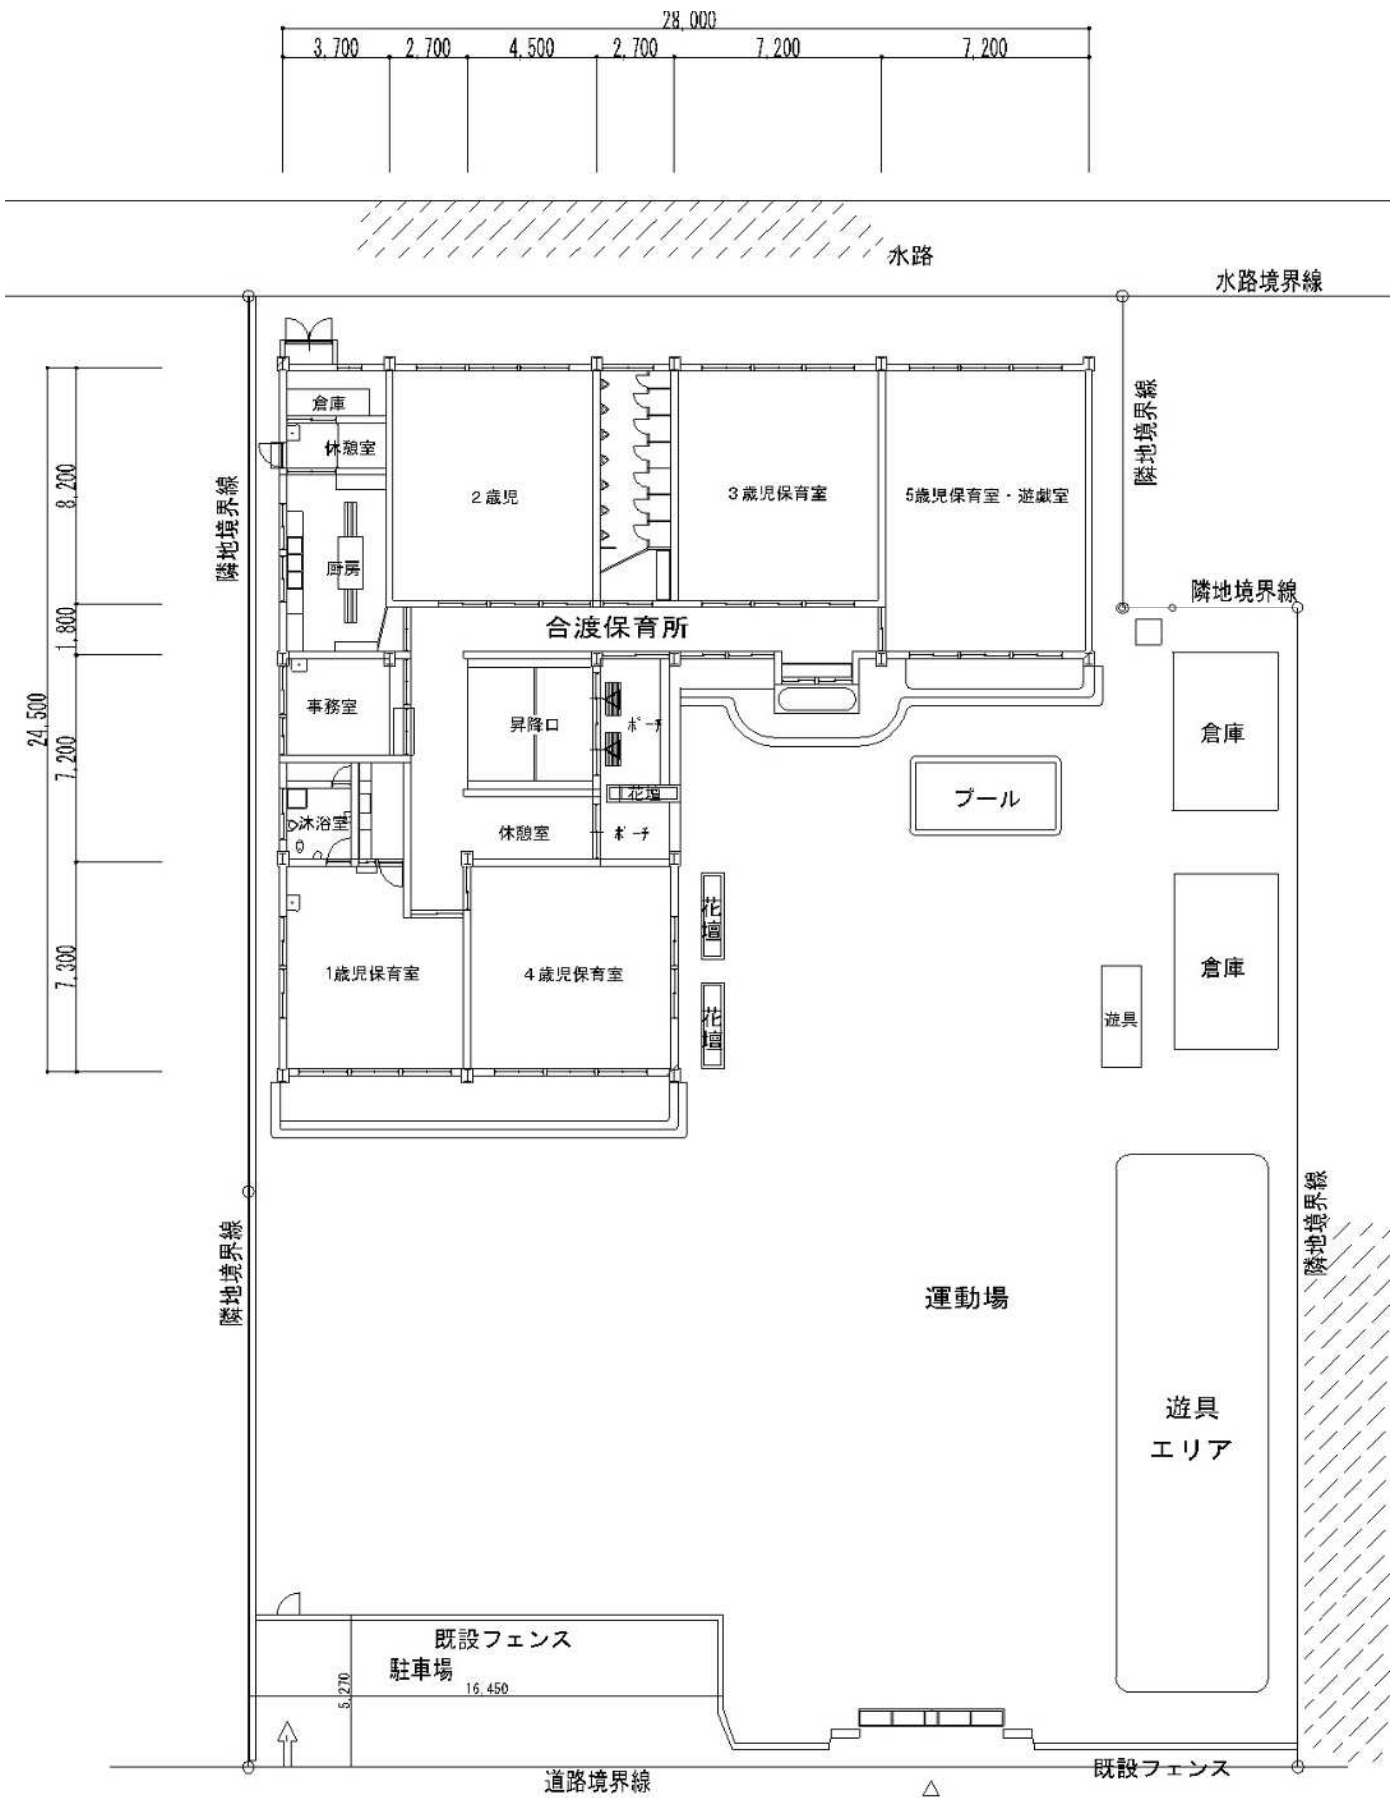 28,000
3,700
2,700
4,500
2,700
7,200
7,200
水路
水路境界線
隣地境界線
倉庫
休憩室
8,200
隣地境界線
2歳児
3歳児保育室
5歳児保育室・遊戯室
厨房
隣地境界線
1,800
合渡保育所
24,500
7,200
事務室
昇降口
ポーチ
倉庫
花壇
プール
沐浴室
休憩室
ポーチ
花壇
7,300
1歳児保育室
4歳児保育室
倉庫
花壇
遊具
隣地境界線
隣地境界線
運動場
遊具
エリア
既設フェンス
駐車場
5,270
16,450
既設フェンス
道路境界線